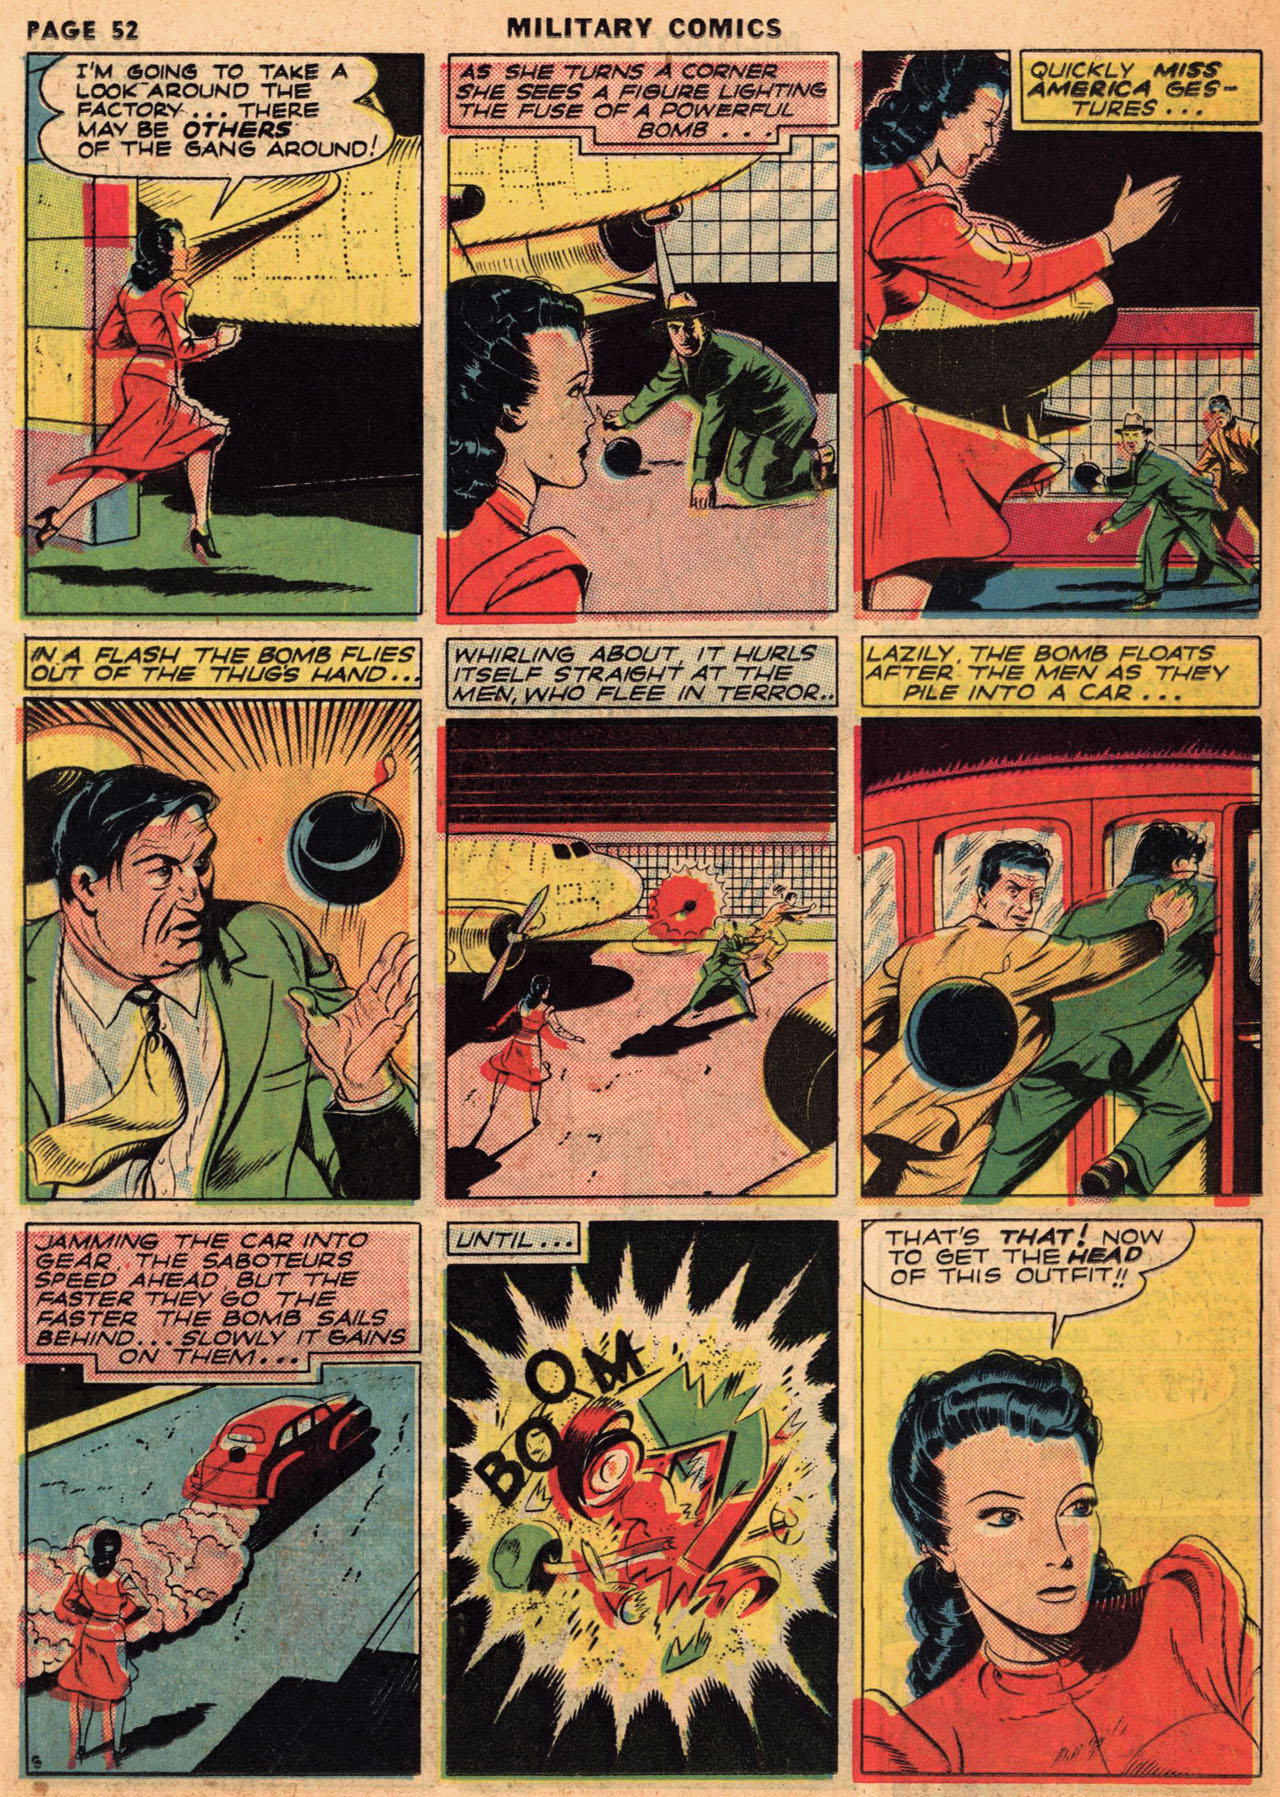 PAGE 52
MILITARY COMICS
I'M GOING TO TAKE A
LOOK AROUND THE
FACTORY... THERE
MAY BE OTHERS
OF THE GANG AROUND!
AS SHE TURNS A CORNER
SHE SEES A FIGURE LIGHTING
THE FUSE OF A POWERFUL
BOMB...
QUICKLY MISS
AMERICA GES-
TURES...
IN A FLASH THE BOMB FLIES
OUT OF THE THUG'S HAND...
WHIRLING ABOUT, IT HURLS
ITSELF STRAIGHT AT THE
MEN, WHO FLEE IN TERROR..
LAZILY, THE BOMB FLOATS
AFTER THE MEN AS THEY
PILE INTO A CAR...
JAMMING THE CAR INTO
GEAR, THE SABOTEURS
SPEED AHEAD, BUT THE
FASTER THEY GO THE
FASTER THE BOMB SAILS
BEHIND... SLOWLY IT GAINS
ON THEM...
UNTIL...
BOOM
THAT'S THAT! NOW
TO GET THE HEAD
OF THIS OUTFIT!!